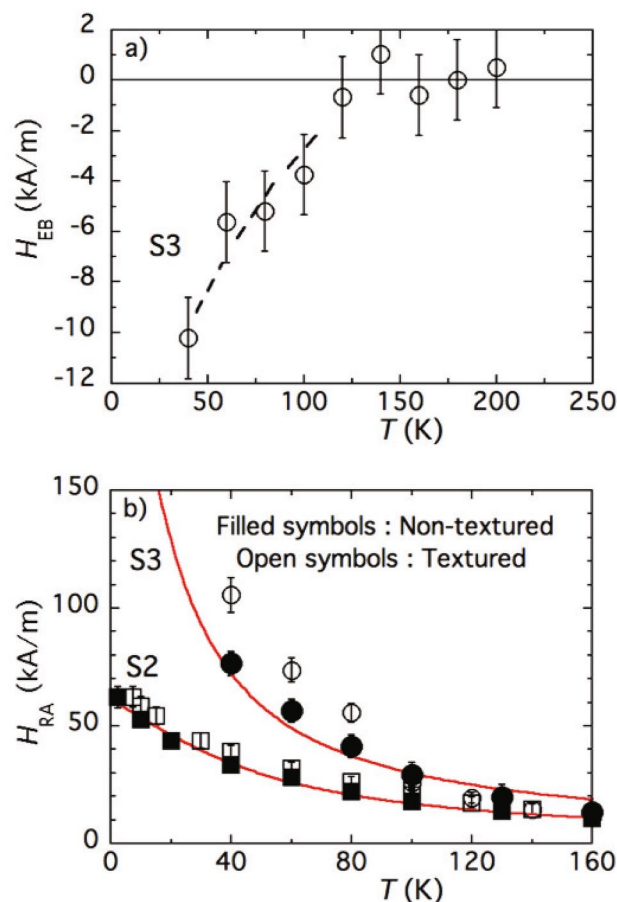 a)
2
0
-2
-4
-6
-8
-10
-12
H_EB (kA/m)
S3
0 50 100 150 200 250
T (K)
b)
150
100
50
0
H_RA (kA/m)
Filled symbols : Non-textured
Open symbols : Textured
S3
S2
0 40 80 120 160
T (K)